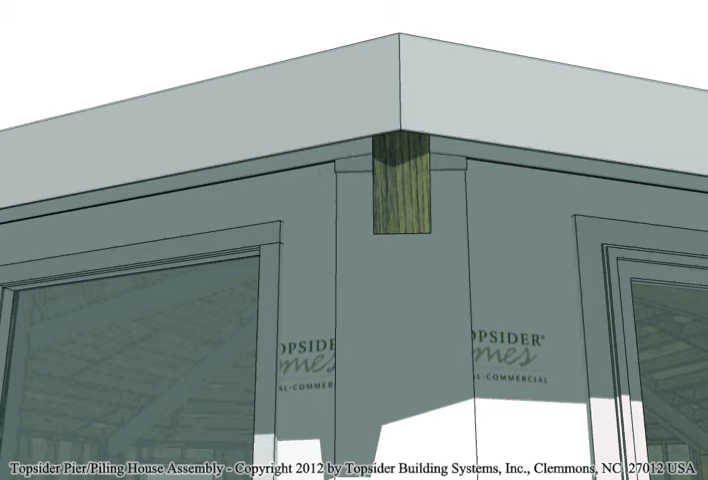 OPSIDER
mes
AL-COMMER
OPSIDER®
mes
AL-COMMERCIAL
Topsider Pier/Piling House Assembly - Copyright 2012 by Topsider Building Systems, Inc., Clemmons, NC, 27012 USA